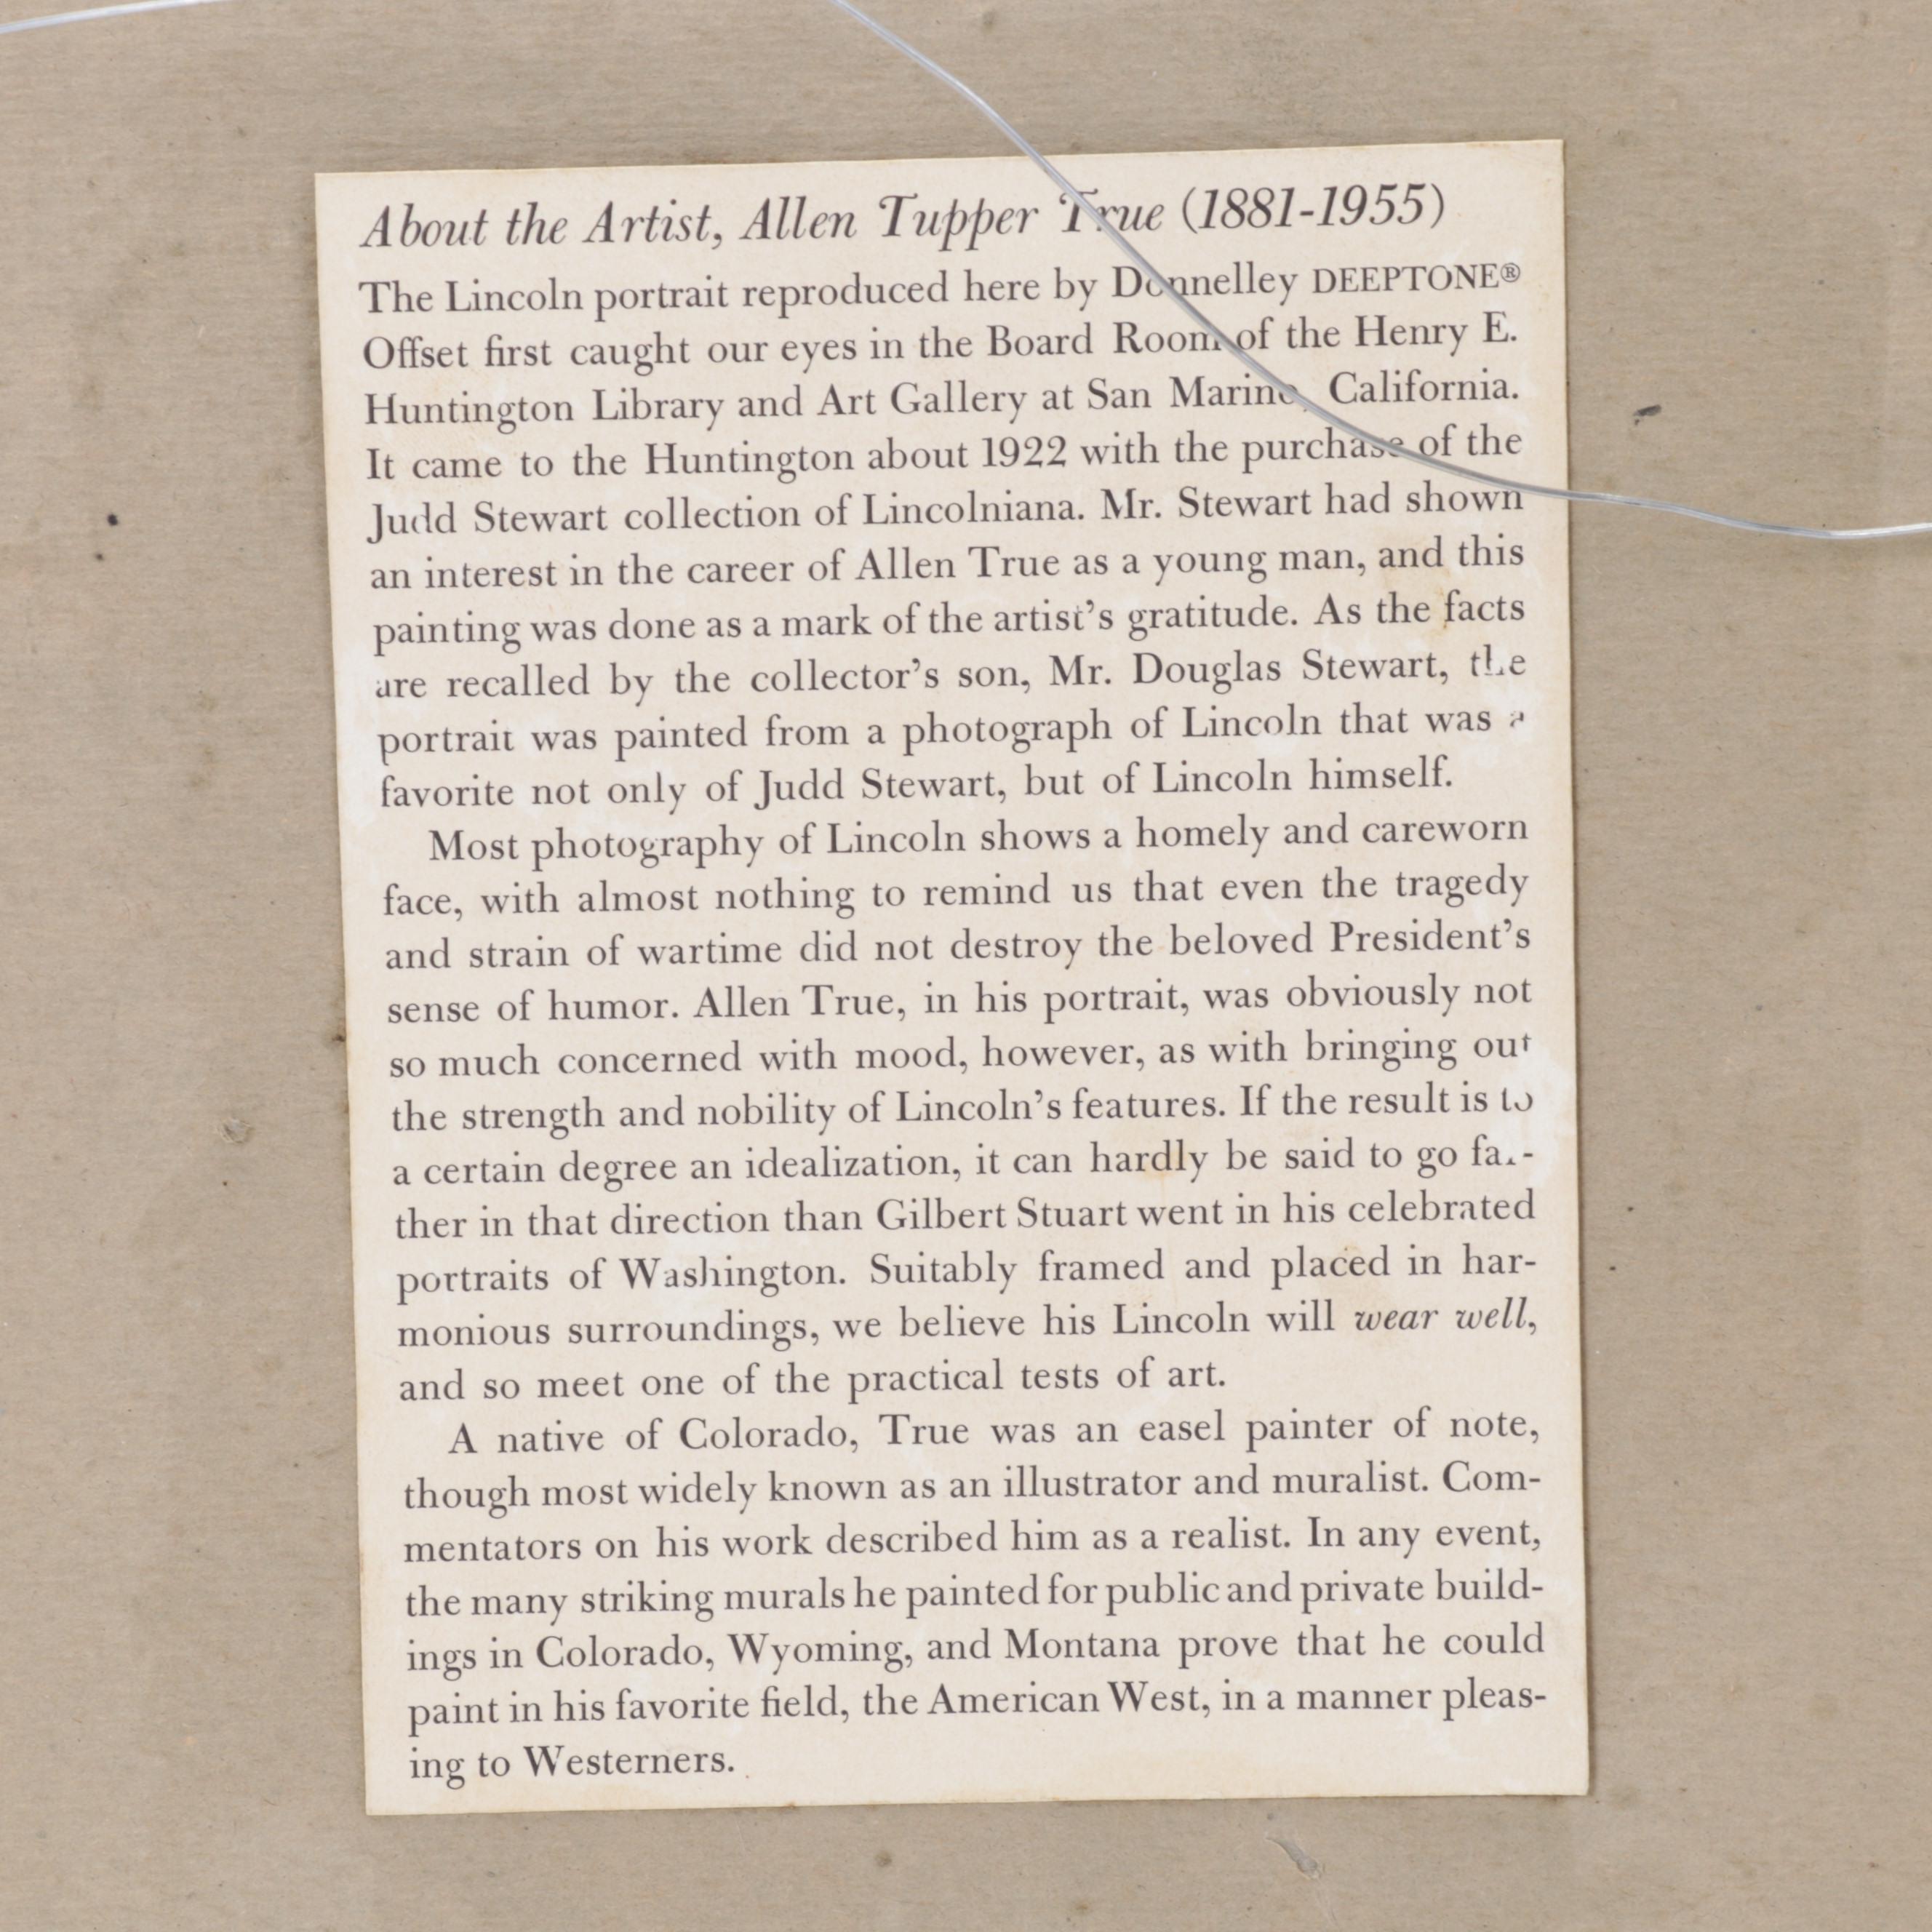 About the Artist, Allen Tupper True (1881-1955)
The Lincoln portrait reproduced here by Donnelley DEEPTONE®
Offset first caught our eyes in the Board Room of the Henry E.
Huntington Library and Art Gallery at San Marino, California.
It came to the Huntington about 1922 with the purchase of the
Judd Stewart collection of Lincolniana. Mr. Stewart had shown
an interest in the career of Allen True as a young man, and this
painting was done as a mark of the artist's gratitude. As the facts
are recalled by the collector's son, Mr. Douglas Stewart, the
portrait was painted from a photograph of Lincoln that was a
favorite not only of Judd Stewart, but of Lincoln himself.
Most photography of Lincoln shows a homely and careworn
face, with almost nothing to remind us that even the tragedy
and strain of wartime did not destroy the beloved President's
sense of humor. Allen True, in his portrait, was obviously not
so much concerned with mood, however, as with bringing out
the strength and nobility of Lincoln's features. If the result is to
a certain degree an idealization, it can hardly be said to go far-
ther in that direction than Gilbert Stuart went in his celebrated
portraits of Washington. Suitably framed and placed in har-
monious surroundings, we believe his Lincoln will wear well,
and so meet one of the practical tests of art.
A native of Colorado, True was an easel painter of note,
though most widely known as an illustrator and muralist. Com-
mentators on his work described him as a realist. In any event,
the many striking murals he painted for public and private build-
ings in Colorado, Wyoming, and Montana prove that he could
paint in his favorite field, the American West, in a manner pleas-
ing to Westerners.